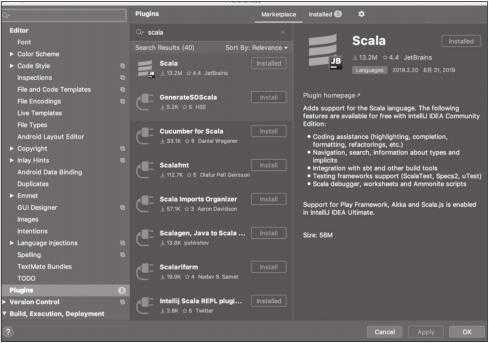 Plugins
Marketplace
Installed
scala
Search Results (40)
Sort By: Relevance
Editor
Font
Color Scheme
Code Style
Inspections
File and Code Templates
File Encodings
Live Templates
File Types
Android Layout Editor
Copyright
Inlay Hints
Android Data Binding
Duplicates
Emmet
GUI Designer
Images
Intentions
Language Injections
Spelling
TextMate Bundles
TODO
Plugins
Version Control
Build, Execution, Deployment
Scala
13.2M 4.4 JetBrains
Installed
GenerateSDScala
5.2K 5 HSE
Install
Cucumber for Scala
33.1K Daniel Wegener
Install
Scalafmt
112.7K 5 Olafur Pall Geirsson
Install
Scala Imports Organizer
57.1K 3 Aaron Davidson
Install
Scalagen, Java to Scala ...
13.8K
Install
Scalariform
19.9K 4 Nadav S. Samet
Install
Intellij Scala REPL plugi...
6 Twitter
Installed
JB
Scala
Installed
13.2M 4.4 JetBrains
Languages 2019.2.20 8月 21, 2019
Plugin homepage
Adds support for the Scala language. The following
features are available for free with IntelliJ IDEA Community
Edition:
• Coding assistance (highlighting, completion,
formatting, refactorings, etc.)
• Navigation, search, information about types and
implicits
• Integration with sbt and other build tools
• Testing frameworks support (ScalaTest, Specs2, uTest)
• Scala debugger, worksheets and Ammonite scripts
Support for Play Framework, Akka and Scala.js is enabled
in IntelliJ IDEA Ultimate.
Size: 58M
?
Cancel
Apply
OK